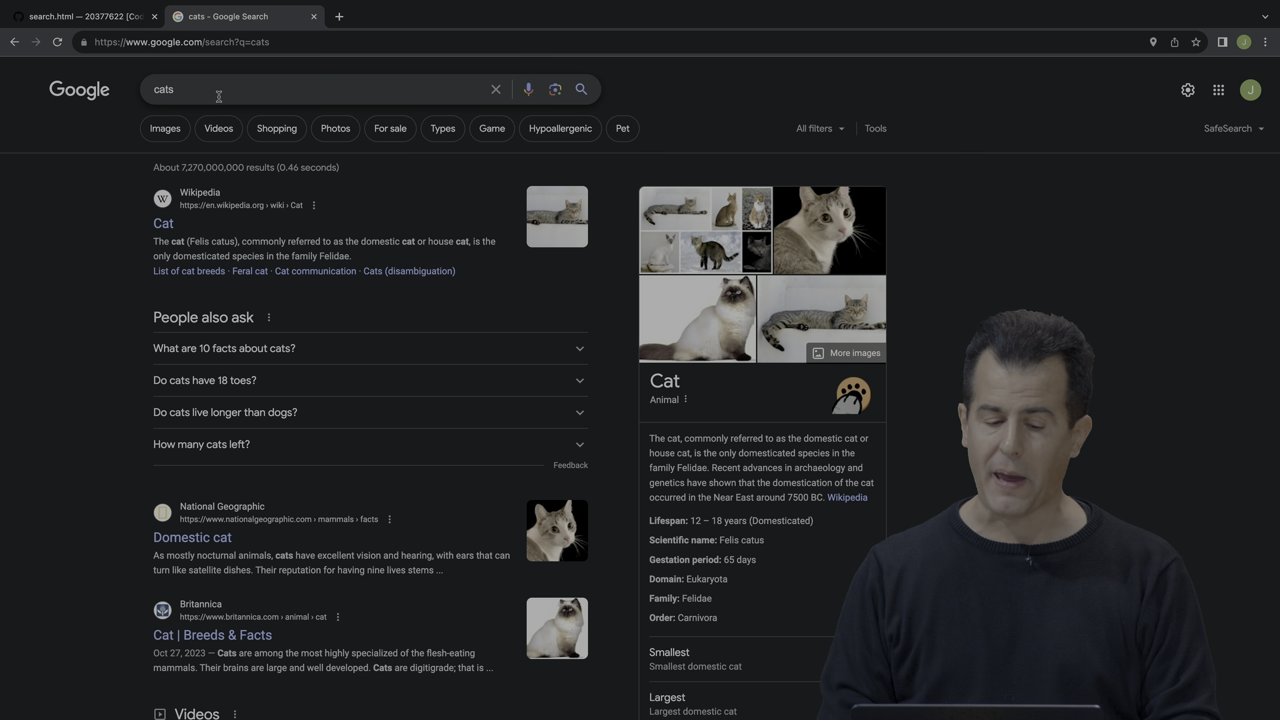 search.html — 20377622 [Co
cats - Google Search
https://www.google.com/search?q=cats
J
Google
cats
J
Images
Videos
Shopping
Photos
For sale
Types
Game
Hypoallergenic
Pet
All filters
Tools
SafeSearch
About 7,270,000,000 results (0.46 seconds)
W
Wikipedia
https://en.wikipedia.org › wiki › Cat
Cat
The cat (Felis catus), commonly referred to as the domestic cat or house cat, is the
only domesticated species in the family Felidae.
List of cat breeds · Feral cat · Cat communication · Cats (disambiguation)
People also ask
What are 10 facts about cats?
Do cats have 18 toes?
Do cats live longer than dogs?
How many cats left?
Feedback
National Geographic
https://www.nationalgeographic.com › mammals › facts
Domestic cat
As mostly nocturnal animals, cats have excellent vision and hearing, with ears that can
turn like satellite dishes. Their reputation for having nine lives stems ...
Britannica
https://www.britannica.com › animal › cat
Cat | Breeds & Facts
Oct 27, 2023 — Cats are among the most highly specialized of the flesh-eating
mammals. Their brains are large and well developed. Cats are digitigrade; that is ...
Videos
More images
Cat
Animal
The cat, commonly referred to as the domestic cat or
house cat, is the only domesticated species in the
family Felidae. Recent advances in archaeology and
genetics have shown that the domestication of the cat
occurred in the Near East around 7500 BC. Wikipedia
Lifespan: 12 – 18 years (Domesticated)
Scientific name: Felis catus
Gestation period: 65 days
Domain: Eukaryota
Family: Felidae
Order: Carnivora
Smallest
Smallest domestic cat
Largest
Largest domestic cat